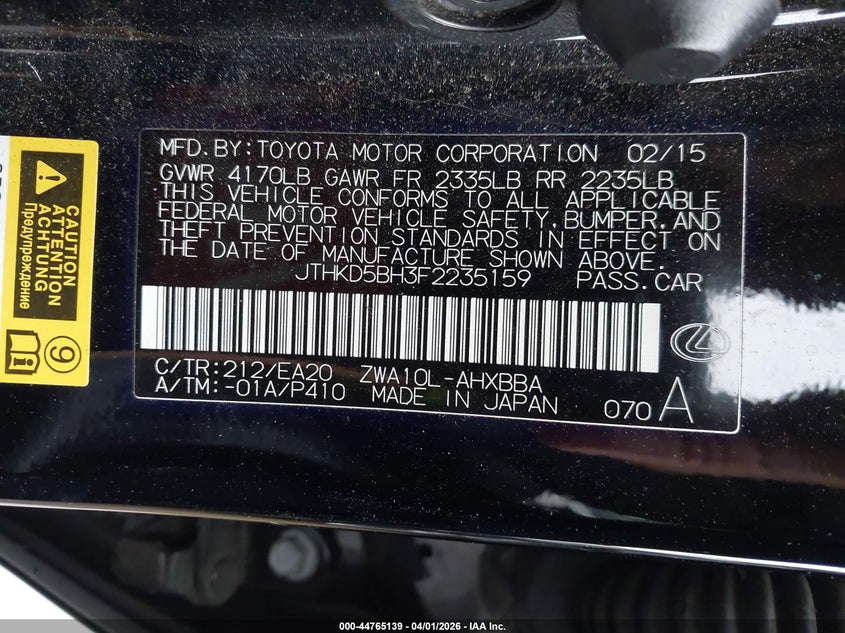 MFD.BY:TOYOTA MOTOR CORPORATION 02/15
GVWR 4170LB GAWR FR 2335LB RR 2235LB
THIS VEHICLE CONFORMS TO ALL APPLICABLE
FEDERAL MOTOR VEHICLE SAFETY,BUMPER,AND
THEFT PREVENTION STANDARDS IN EFFECT ON
THE DATE OF MANUFACTURE SHOWN ABOVE.
JTHKD5BH3F2235159 PASS.CAR
C/TR:212/EA20 ZWA10L-AHXBBA
A/TM:-01A/P410 MADE IN JAPAN 070 A
CAUTION
ATTENTION
ACHTUNG
Предупреждение
9
000-44765139 - 04/01/2026 - IAA Inc.